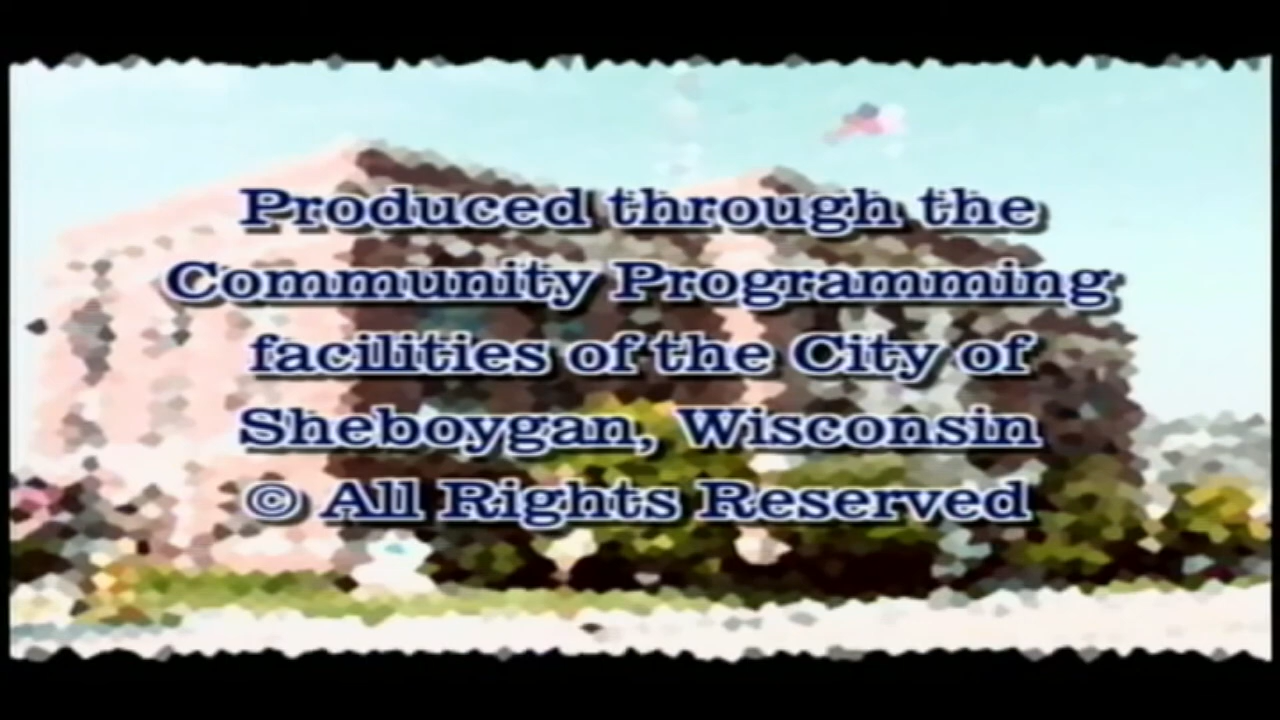 Produced through the
Community Programming
facilities of the City of
Sheboygan, Wisconsin
© All Rights Reserved